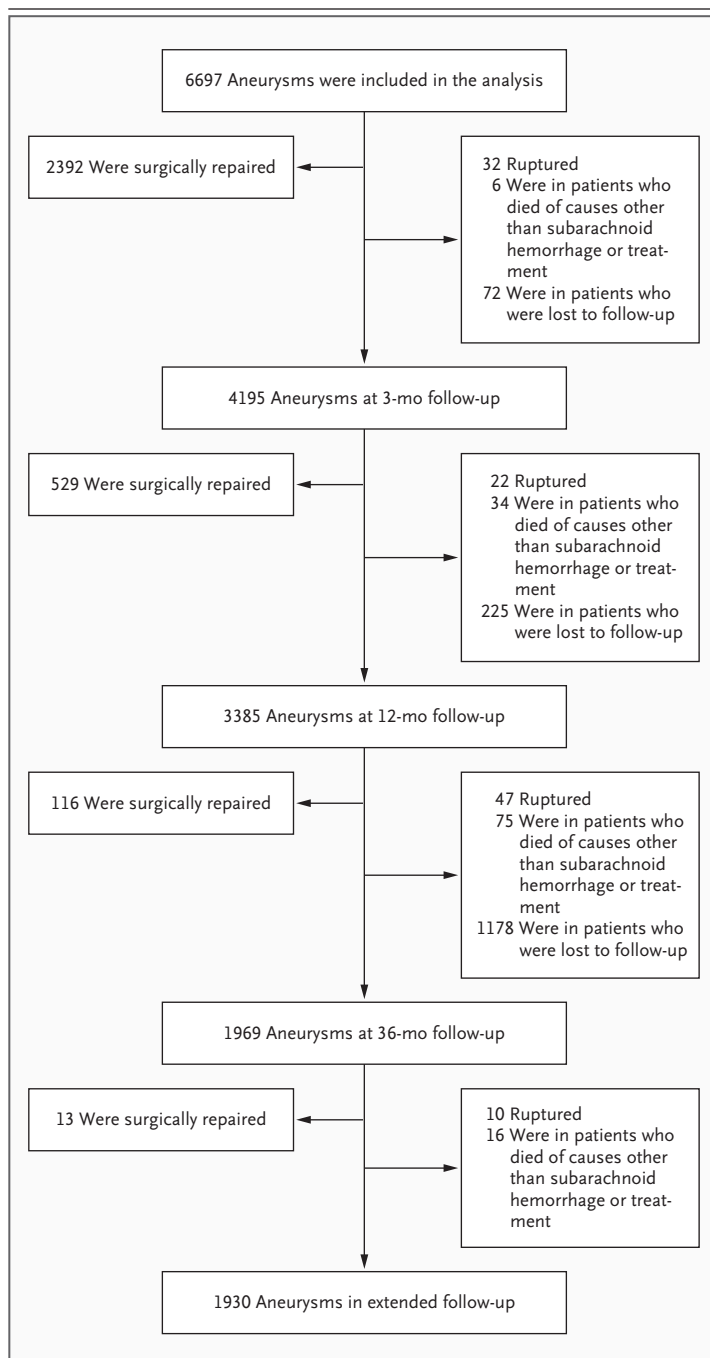 6697 Aneurysms were included in the analysis
2392 Were surgically repaired
32 Ruptured
6 Were in patients who
died of causes other
than subarachnoid
hemorrhage or treat-
ment
72 Were in patients who
were lost to follow-up
4195 Aneurysms at 3-mo follow-up
529 Were surgically repaired
22 Ruptured
34 Were in patients who
died of causes other
than subarachnoid
hemorrhage or treat-
ment
225 Were in patients who
were lost to follow-up
3385 Aneurysms at 12-mo follow-up
116 Were surgically repaired
47 Ruptured
75 Were in patients who
died of causes other
than subarachnoid
hemorrhage or treat-
ment
1178 Were in patients who
were lost to follow-up
1969 Aneurysms at 36-mo follow-up
13 Were surgically repaired
10 Ruptured
16 Were in patients who
died of causes other
than subarachnoid
hemorrhage or treat-
ment
1930 Aneurysms in extended follow-up